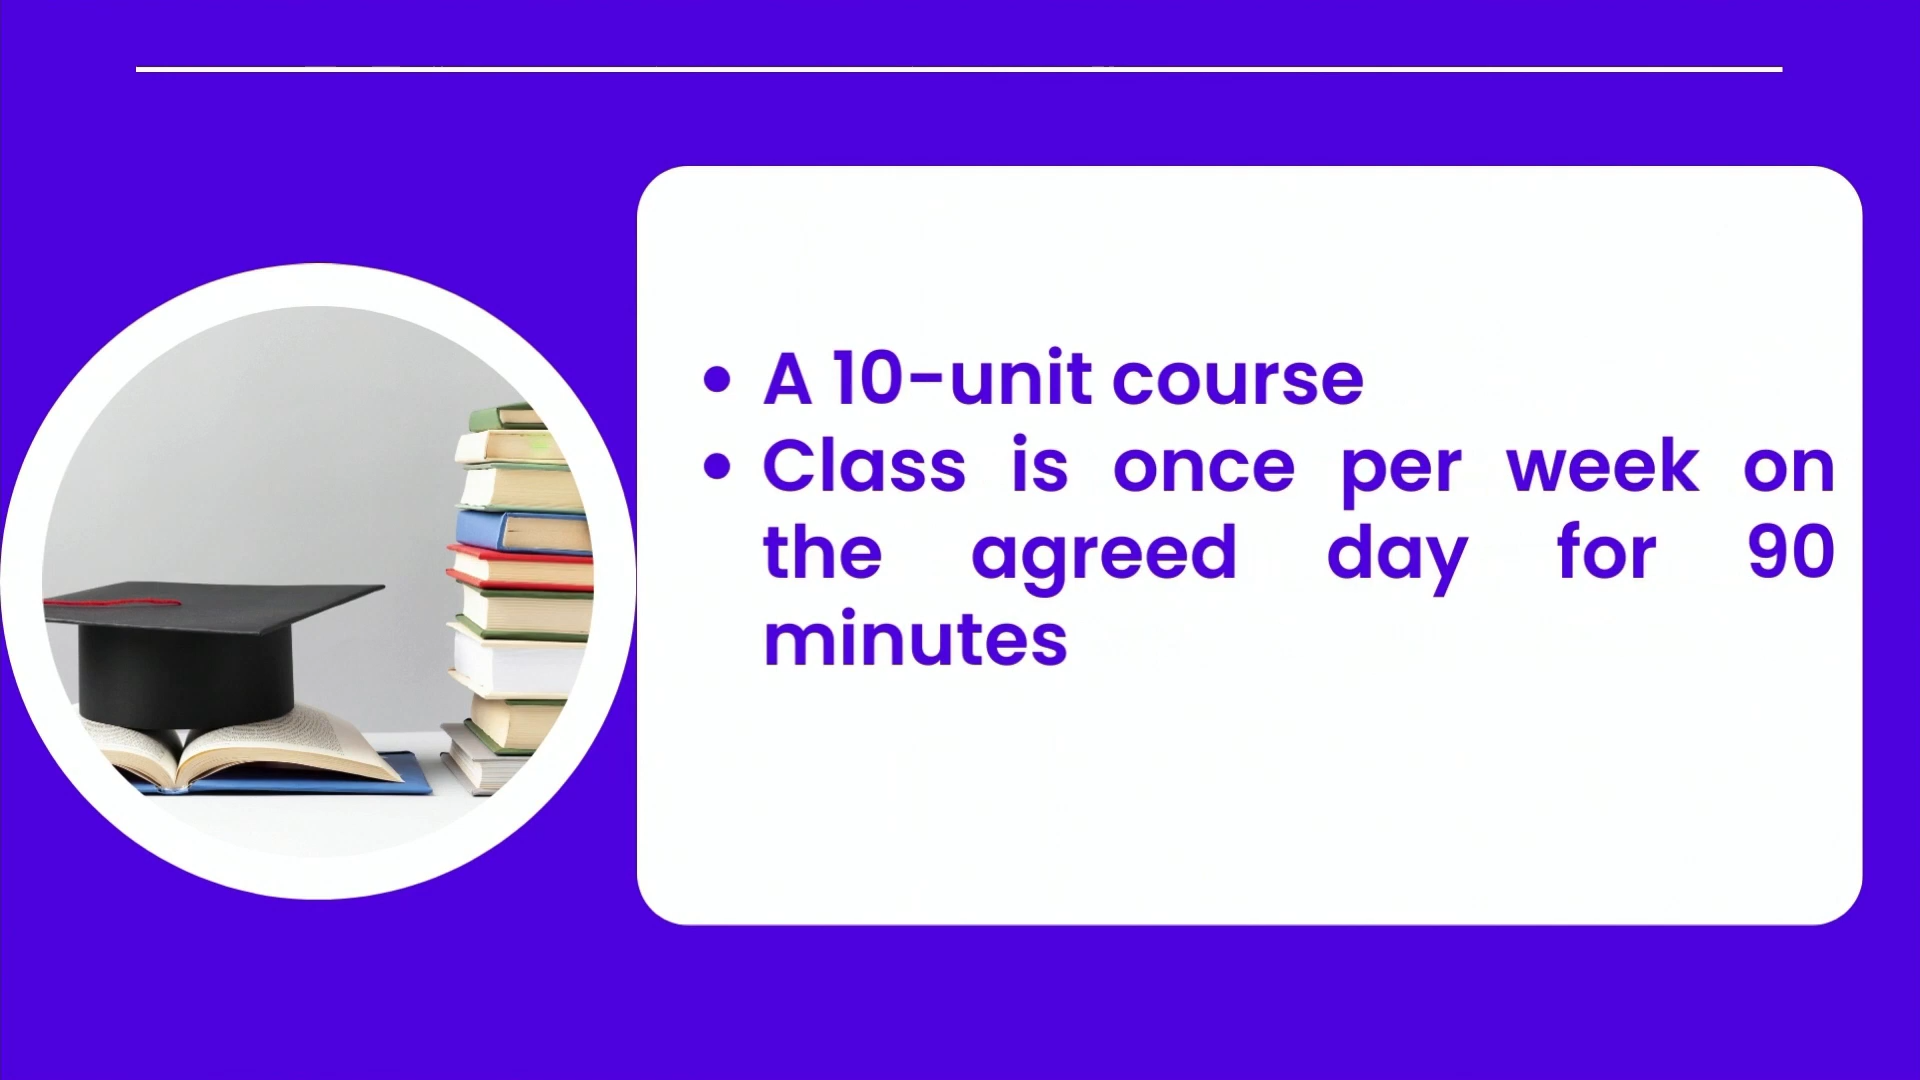 • A 10-unit course
• Class is once per week on
the agreed day for 90
minutes